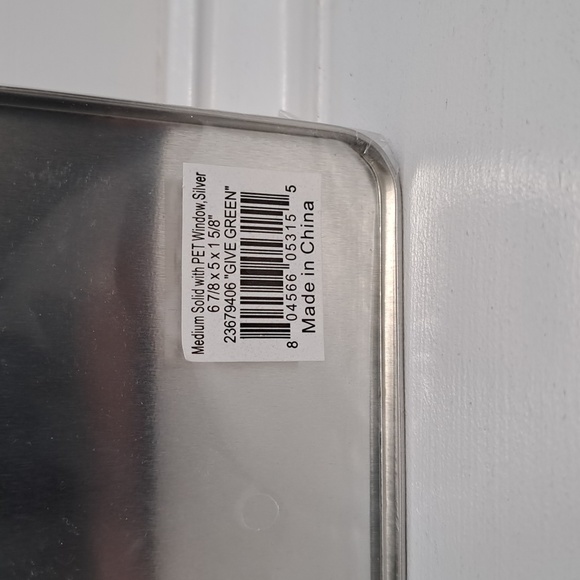 Medium Solid with PET Window,Silver
6 7/8 x 5 x 1 5/8"
23679406 "GIVE GREEN"
8 04566 05315 5
Made in China